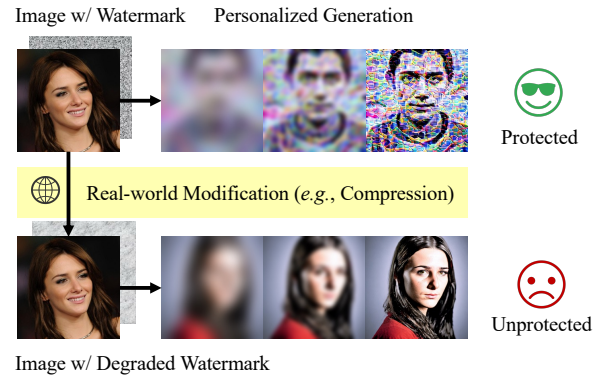 Image w/ Watermark
Personalized Generation
Protected
Real-world Modification (e.g., Compression)
Unprotected
Image w/ Degraded Watermark